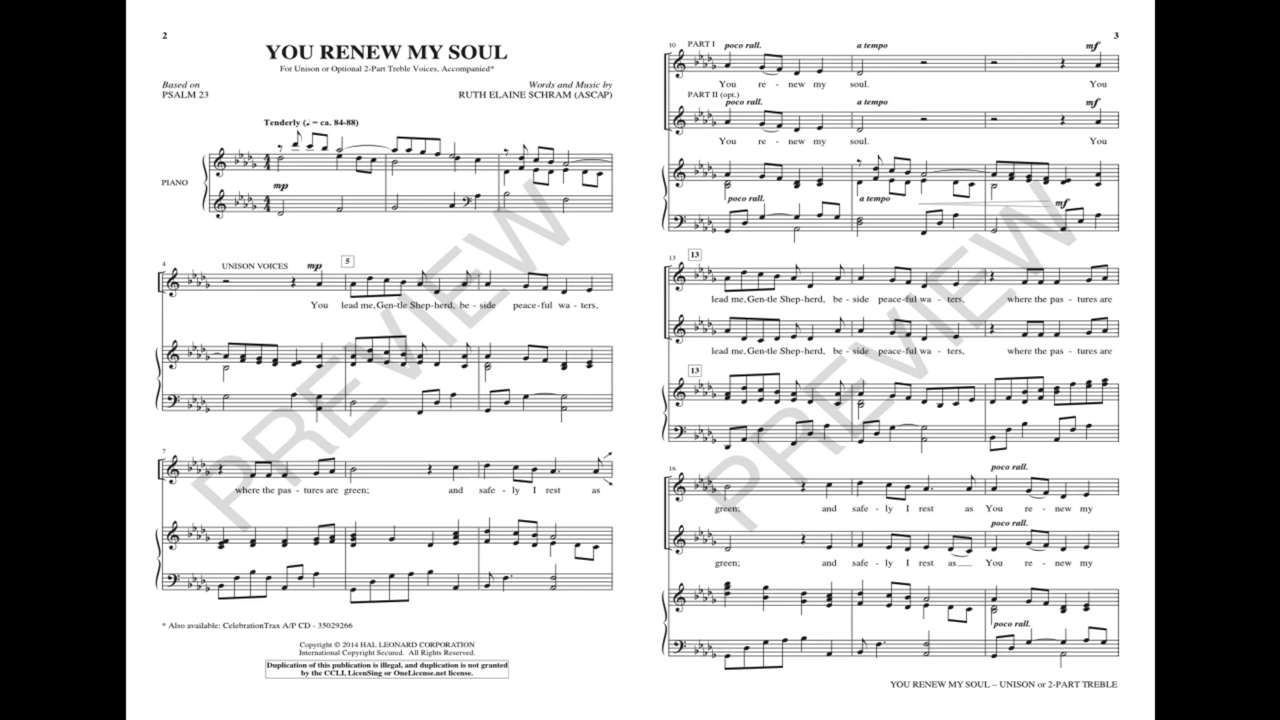 2
YOU RENEW MY SOUL
For Unison or Optional 2-Part Treble Voices, Accompanied*
Based on
PSALM 23
Words and Music by
RUTH ELAINE SCHRAM (ASCAP)
Tenderly (♩ = ca. 84-88)
PIANO
mp
4
UNISON VOICES
mp
5
You lead me, Gen-tle Shep-herd, be - side peace-ful wa - ters,
7
where the pas - tures are green; and safe - ly I rest as
* Also available: CelebrationTrax A/P CD - 35029266
Copyright © 2014 HAL LEONARD CORPORATION
International Copyright Secured. All Rights Reserved.
Duplication of this publication is illegal, and duplication is not granted
by the CCLI, LicenSing or OneLicense.net license.
PREVIEW
3
10
PART I
poco rall.
a tempo
mf
You re - new my soul. You
PART II (opt.)
poco rall.
a tempo
mf
You re - new my soul. You
poco rall.
a tempo
mf
13
13
lead me, Gen-tle Shep-herd, be - side peace-ful wa - ters, where the pas - tures are
lead me, Gen-tle Shep-herd, be - side peace-ful wa - ters, where the pas - tures are
13
16
poco rall.
green; and safe - ly I rest as You re - new my
poco rall.
green; and safe - ly I rest as You re - new my
poco rall.
YOU RENEW MY SOUL – UNISON or 2-PART TREBLE
PREVIEW